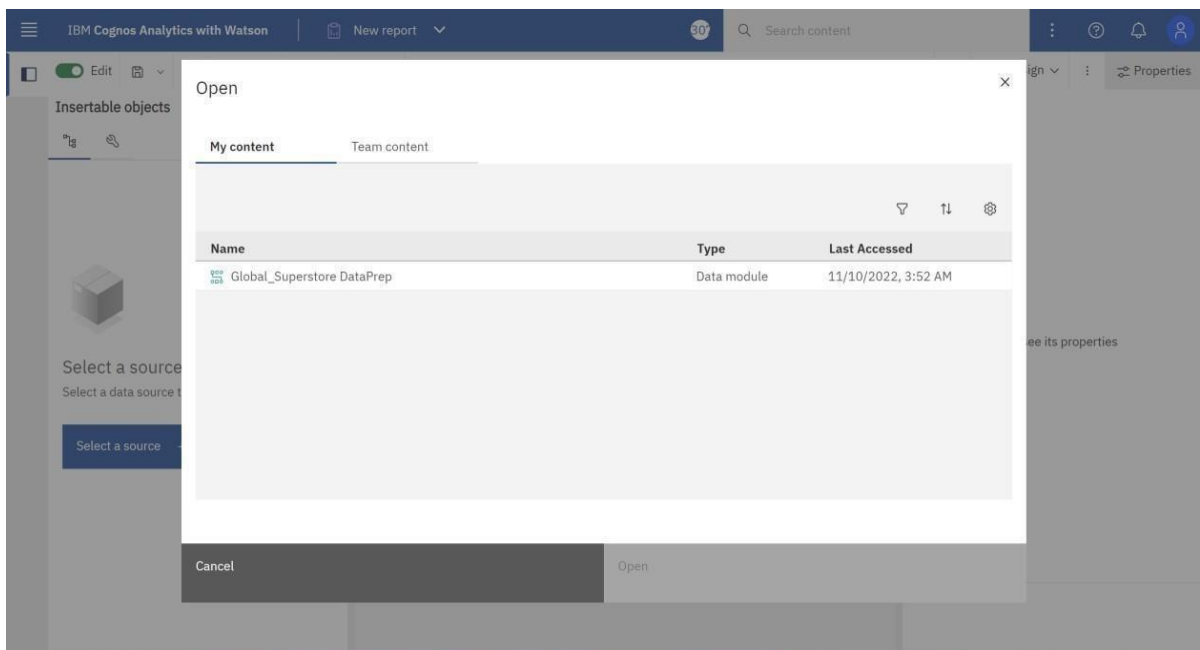 IBM Cognos Analytics with Watson
New report
30
Search content
Edit
ign
Properties
Insertable objects
Open
My content
Team content
Name Type Last Accessed
Global_Superstore DataPrep Data module 11/10/2022, 3:52 AM
ee its properties
Select a source
Select a data source t
Select a source
Cancel
Open